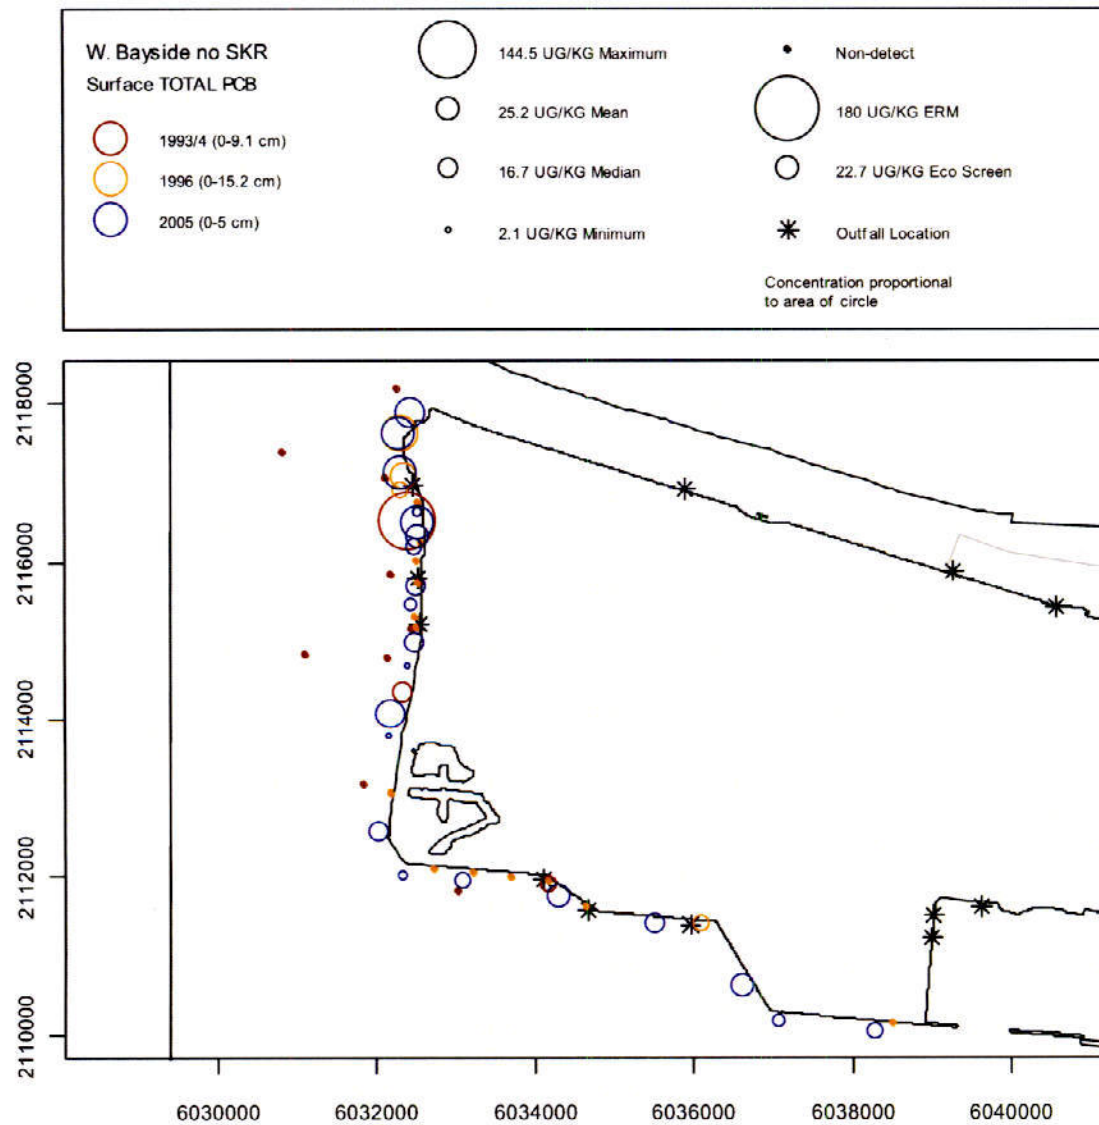 W. Bayside no SKR
Surface TOTAL PCB
1993/4 (0-9.1 cm)
1996 (0-15.2 cm)
2005 (0-5 cm)
144.5 UG/KG Maximum
25.2 UG/KG Mean
16.7 UG/KG Median
2.1 UG/KG Minimum
Non-detect
180 UG/KG ERM
22.7 UG/KG Eco Screen
Outfall Location
Concentration proportional
to area of circle
2118000
2116000
2114000
2112000
2110000
6030000
6032000
6034000
6036000
6038000
6040000